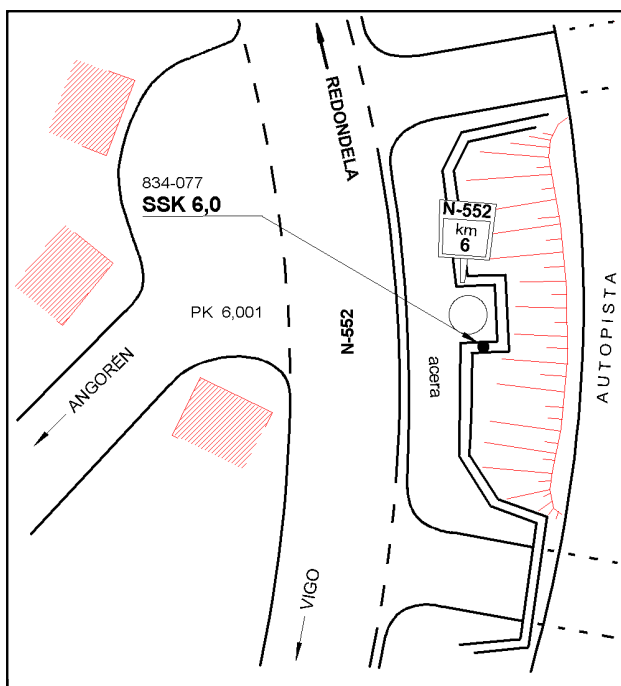 REDONDELA
834-077
SSK 6,0
N-552
km
6
PK 6,001
N-552
acera
AUTOPISTA
ANGORÉN
VIGO